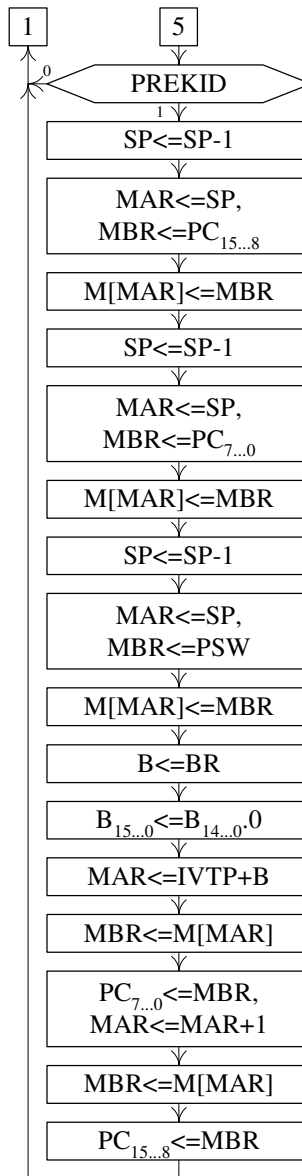 1 5
0 PREKID
1
SP<=SP-1
MAR<=SP,
MBR<=PC15...8
M[MAR]<=MBR
SP<=SP-1
MAR<=SP,
MBR<=PC7...0
M[MAR]<=MBR
SP<=SP-1
MAR<=SP,
MBR<=PSW
M[MAR]<=MBR
B<=BR
B15...0<=B14...0.0
MAR<=IVTP+B
MBR<=M[MAR]
PC7...0<=MBR,
MAR<=MAR+1
MBR<=M[MAR]
PC15...8<=MBR